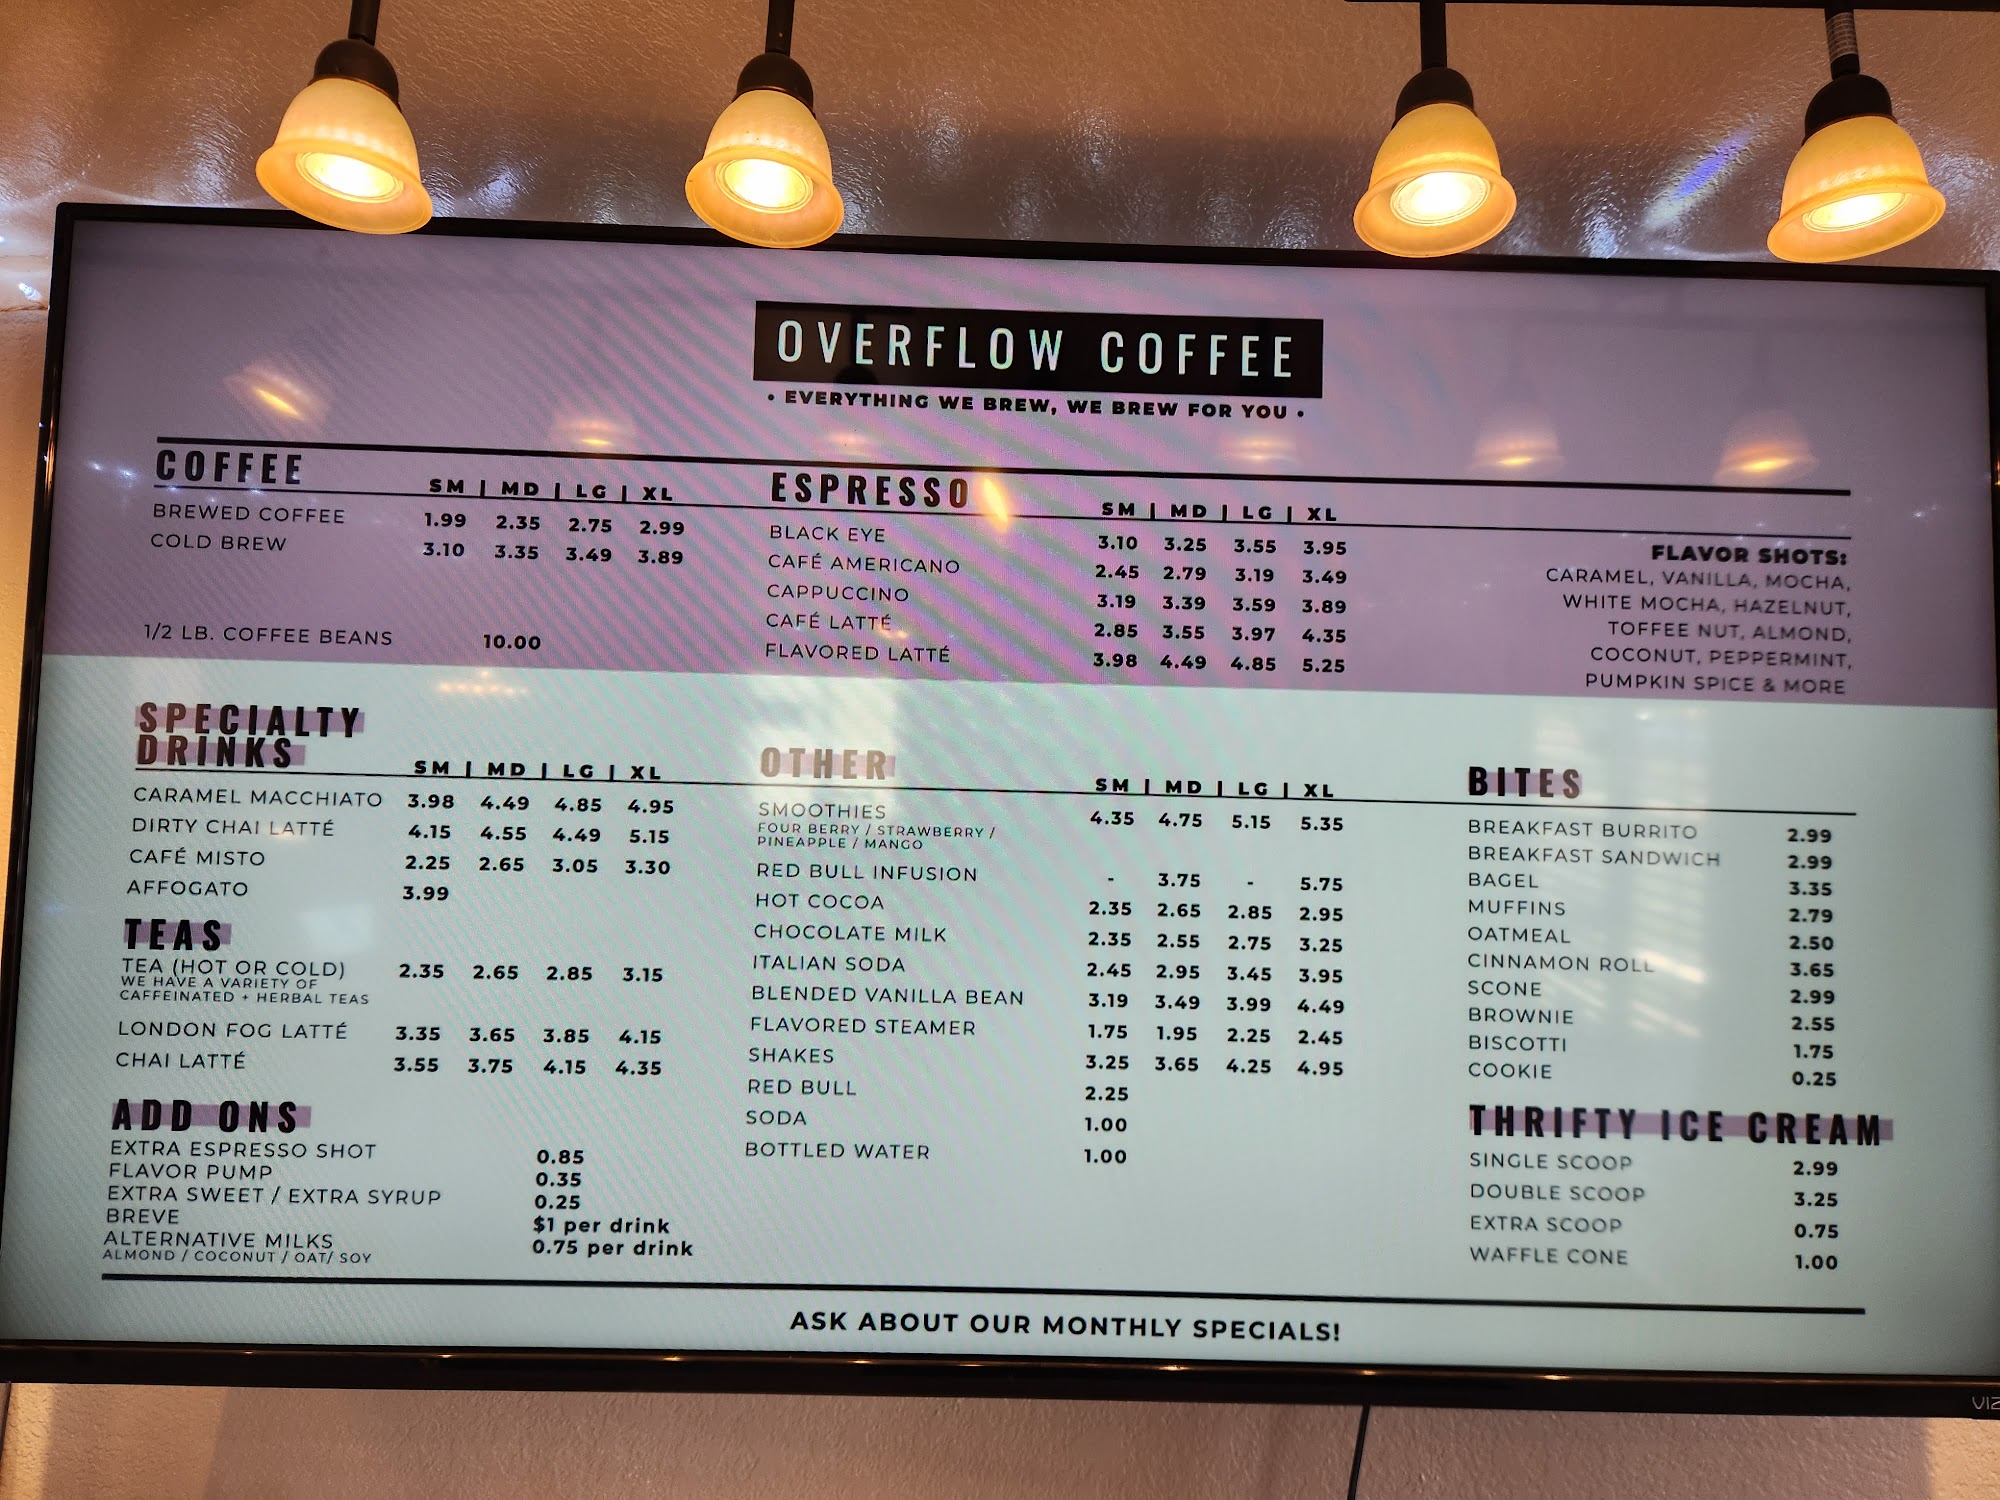 OVERFLOW COFFEE
• EVERYTHING WE BREW, WE BREW FOR YOU •
COFFEE SM | MD | LG | XL
BREWED COFFEE 1.99 2.35 2.75 2.99
COLD BREW 3.10 3.35 3.49 3.89
1/2 LB. COFFEE BEANS 10.00
ESPRESSO SM | MD | LG | XL
BLACK EYE 3.10 3.25 3.55 3.95
CAFÉ AMERICANO 2.45 2.79 3.19 3.49
CAPPUCCINO 3.19 3.39 3.59 3.89
CAFÉ LATTÉ 2.85 3.55 3.97 4.35
FLAVORED LATTÉ 3.98 4.49 4.85 5.25
FLAVOR SHOTS:
CARAMEL, VANILLA, MOCHA,
WHITE MOCHA, HAZELNUT,
TOFFEE NUT, ALMOND,
COCONUT, PEPPERMINT,
PUMPKIN SPICE & MORE
SPECIALTY
DRINKS SM | MD | LG | XL
CARAMEL MACCHIATO 3.98 4.49 4.85 4.95
DIRTY CHAI LATTÉ 4.15 4.55 4.49 5.15
CAFÉ MISTO 2.25 2.65 3.05 3.30
AFFOGATO 3.99
TEAS
TEA (HOT OR COLD) 2.35 2.65 2.85 3.15
WE HAVE A VARIETY OF
CAFFEINATED + HERBAL TEAS
LONDON FOG LATTÉ 3.35 3.65 3.85 4.15
CHAI LATTÉ 3.55 3.75 4.15 4.35
ADD ONS
EXTRA ESPRESSO SHOT 0.85
FLAVOR PUMP 0.35
EXTRA SWEET / EXTRA SYRUP 0.25
BREVE $1 per drink
ALTERNATIVE MILKS 0.75 per drink
ALMOND / COCONUT / OAT/ SOY
OTHER SM | MD | LG | XL
SMOOTHIES 4.35 4.75 5.15 5.35
FOUR BERRY / STRAWBERRY /
PINEAPPLE / MANGO
RED BULL INFUSION - 3.75 - 5.75
HOT COCOA 2.35 2.65 2.85 2.95
CHOCOLATE MILK 2.35 2.55 2.75 3.25
ITALIAN SODA 2.45 2.95 3.45 3.95
BLENDED VANILLA BEAN 3.19 3.49 3.99 4.49
FLAVORED STEAMER 1.75 1.95 2.25 2.45
SHAKES 3.25 3.65 4.25 4.95
RED BULL 2.25
SODA 1.00
BOTTLED WATER 1.00
BITES
BREAKFAST BURRITO 2.99
BREAKFAST SANDWICH 2.99
BAGEL 3.35
MUFFINS 2.79
OATMEAL 2.50
CINNAMON ROLL 3.65
SCONE 2.99
BROWNIE 2.55
BISCOTTI 1.75
COOKIE 0.25
THRIFTY ICE CREAM
SINGLE SCOOP 2.99
DOUBLE SCOOP 3.25
EXTRA SCOOP 0.75
WAFFLE CONE 1.00
ASK ABOUT OUR MONTHLY SPECIALS!
VIZ